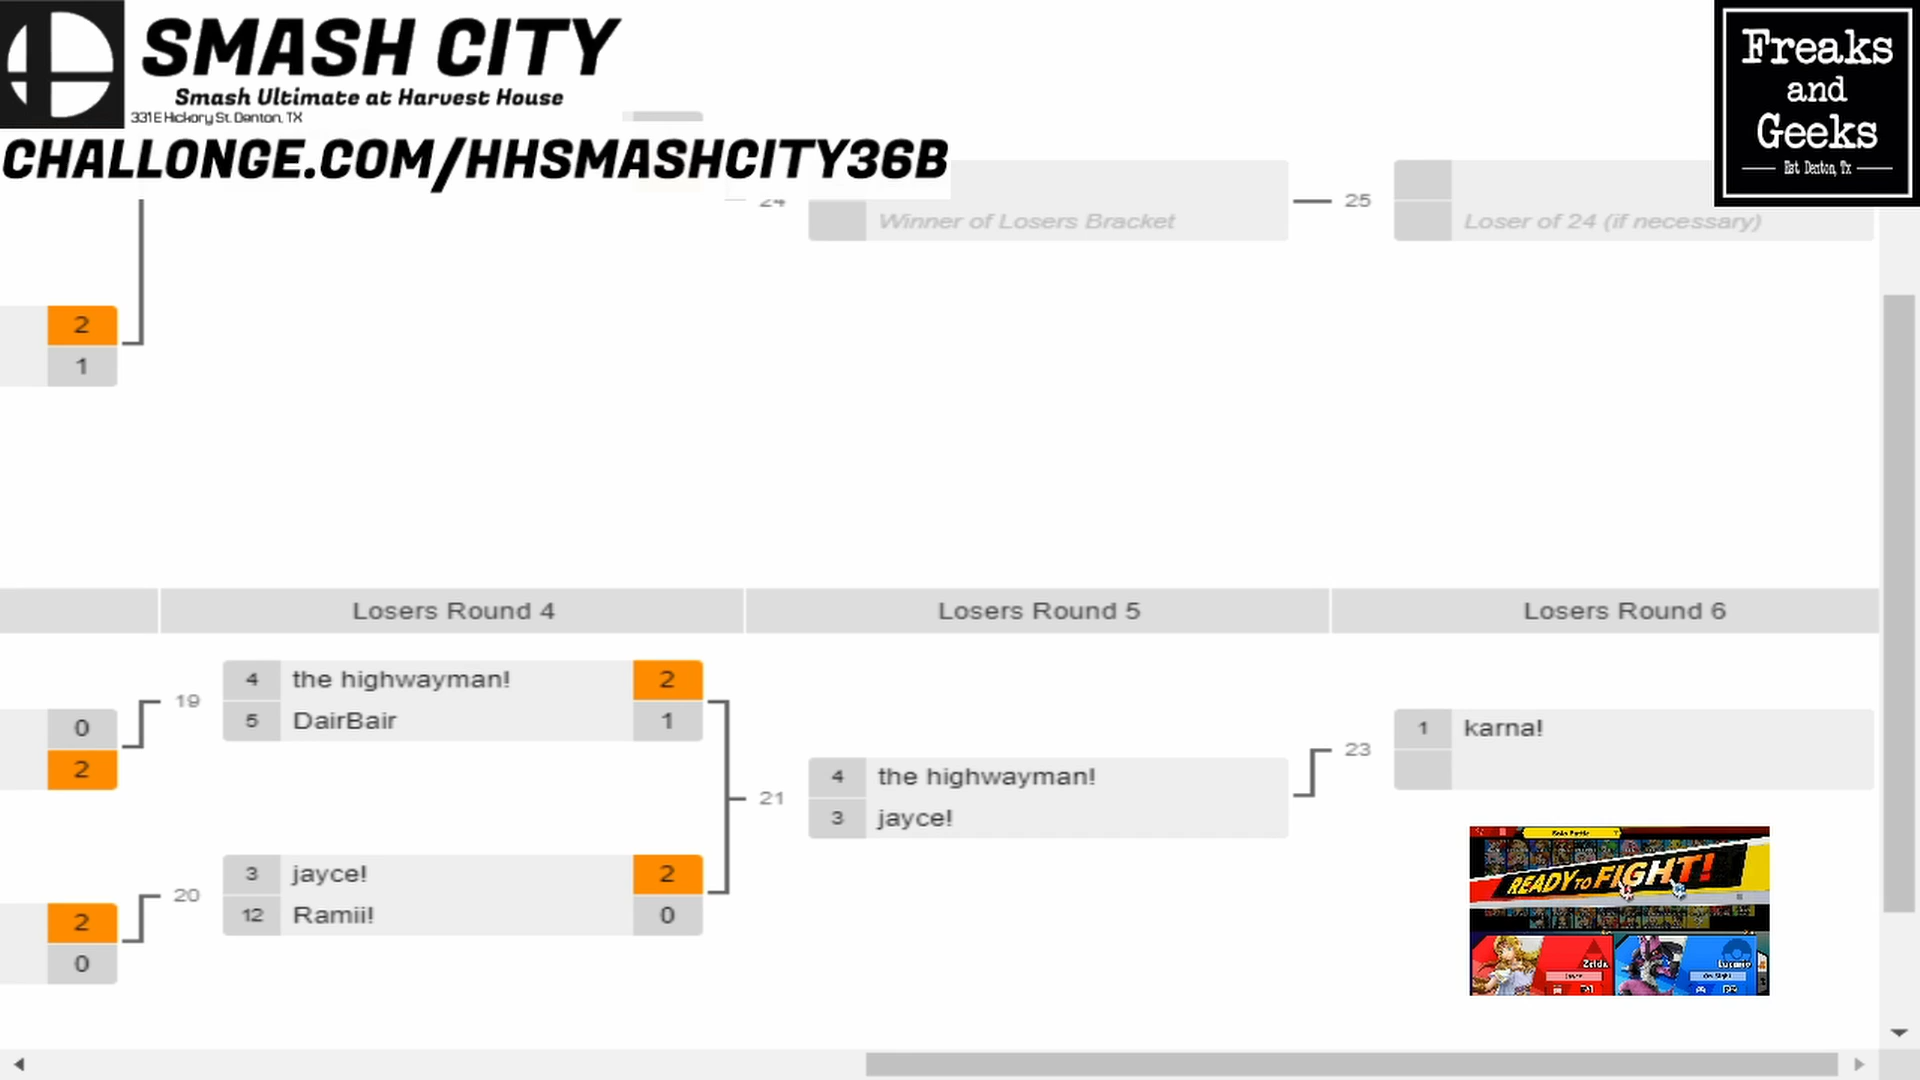 SMASH CITY
Smash Ultimate at Harvest House
331 E Hickory St. Denton, TX
CHALLONGE.COM/HHSMASHCITY36B
Freaks
and
Geeks
Est. Denton, Tx
24
Winner of Losers Bracket
25
Loser of 24 (if necessary)
2
1
Losers Round 4
Losers Round 5
Losers Round 6
0
2
19
4 the highwayman! 2
5 DairBair 1
21
4 the highwayman!
3 jayce!
23
1 karna!
2
0
20
3 jayce! 2
12 Ramii! 0
READY TO FIGHT!
Zelda
Lucario